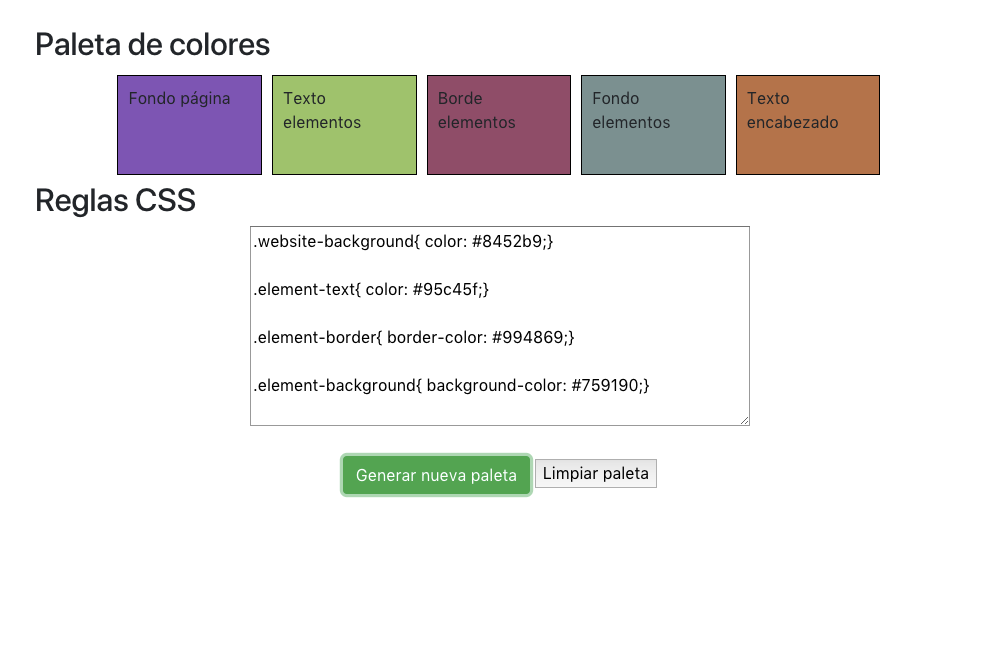 Paleta de colores
Fondo página
Texto
elementos
Borde
elementos
Fondo
elementos
Texto
encabezado
Reglas CSS
.website-background{ color: #8452b9;}
.element-text{ color: #95c45f;}
.element-border{ border-color: #994869;}
.element-background{ background-color: #759190;}
Generar nueva paleta
Limpiar paleta